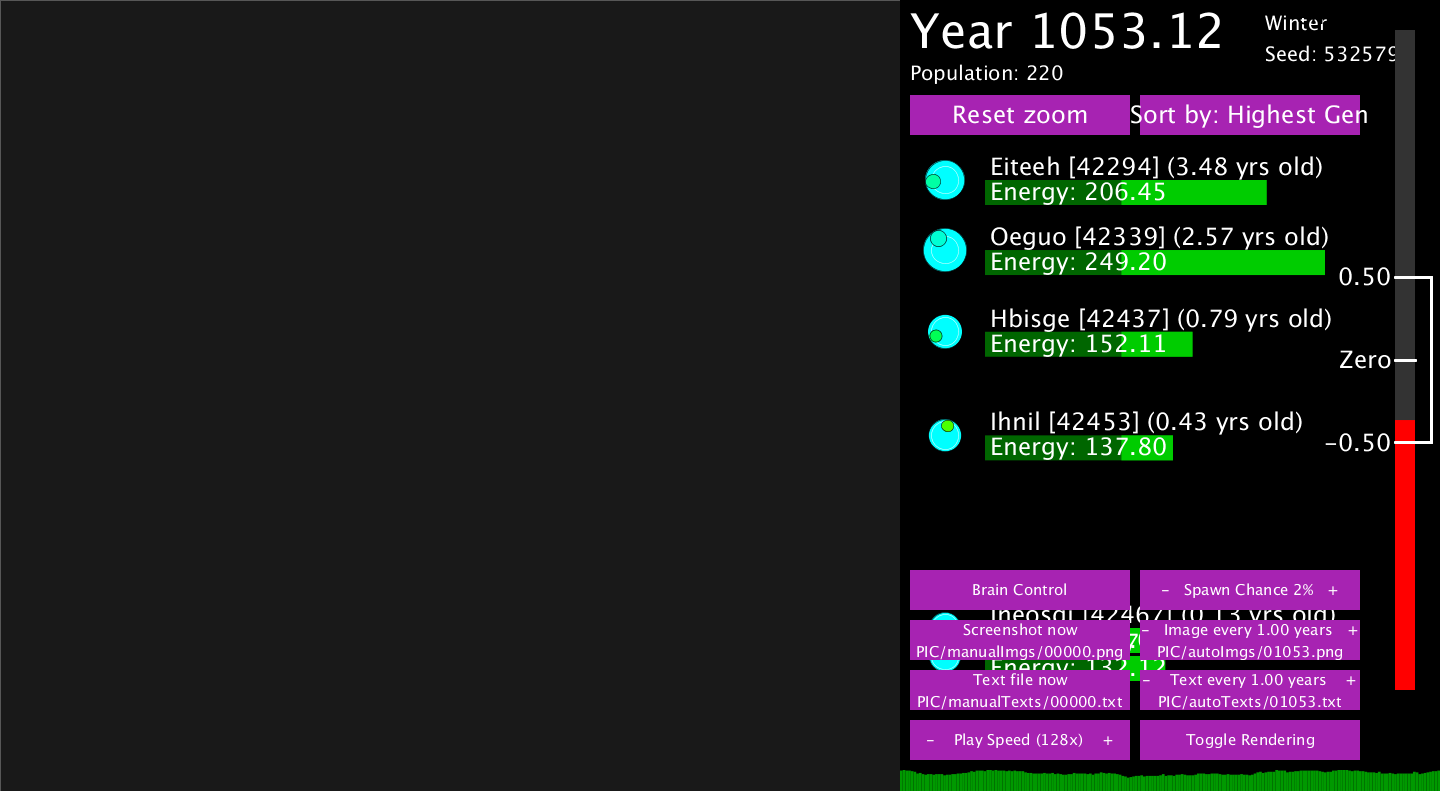 Year 1053.12
Winter
Seed: 532579
Population: 220
Reset zoom
Sort by: Highest Gen
Eiteeh [42294] (3.48 yrs old)
Energy: 206.45
Oeguo [42339] (2.57 yrs old)
Energy: 249.20
0.50
Hbisge [42437] (0.79 yrs old)
Energy: 152.11
Zero
Ihnil [42453] (0.43 yrs old)
Energy: 137.80
-0.50
Brain Control
- Spawn Chance 2% +
[42467] (0.13 yrs old)
Screenshot now
PIC/manualImgs/00000.png
- Image every 1.00 years +
PIC/autoImgs/01053.png
Energy: 132.12
Text file now
PIC/manualTexts/00000.txt
- Text every 1.00 years +
PIC/autoTexts/01053.txt
- Play Speed (128x) +
Toggle Rendering